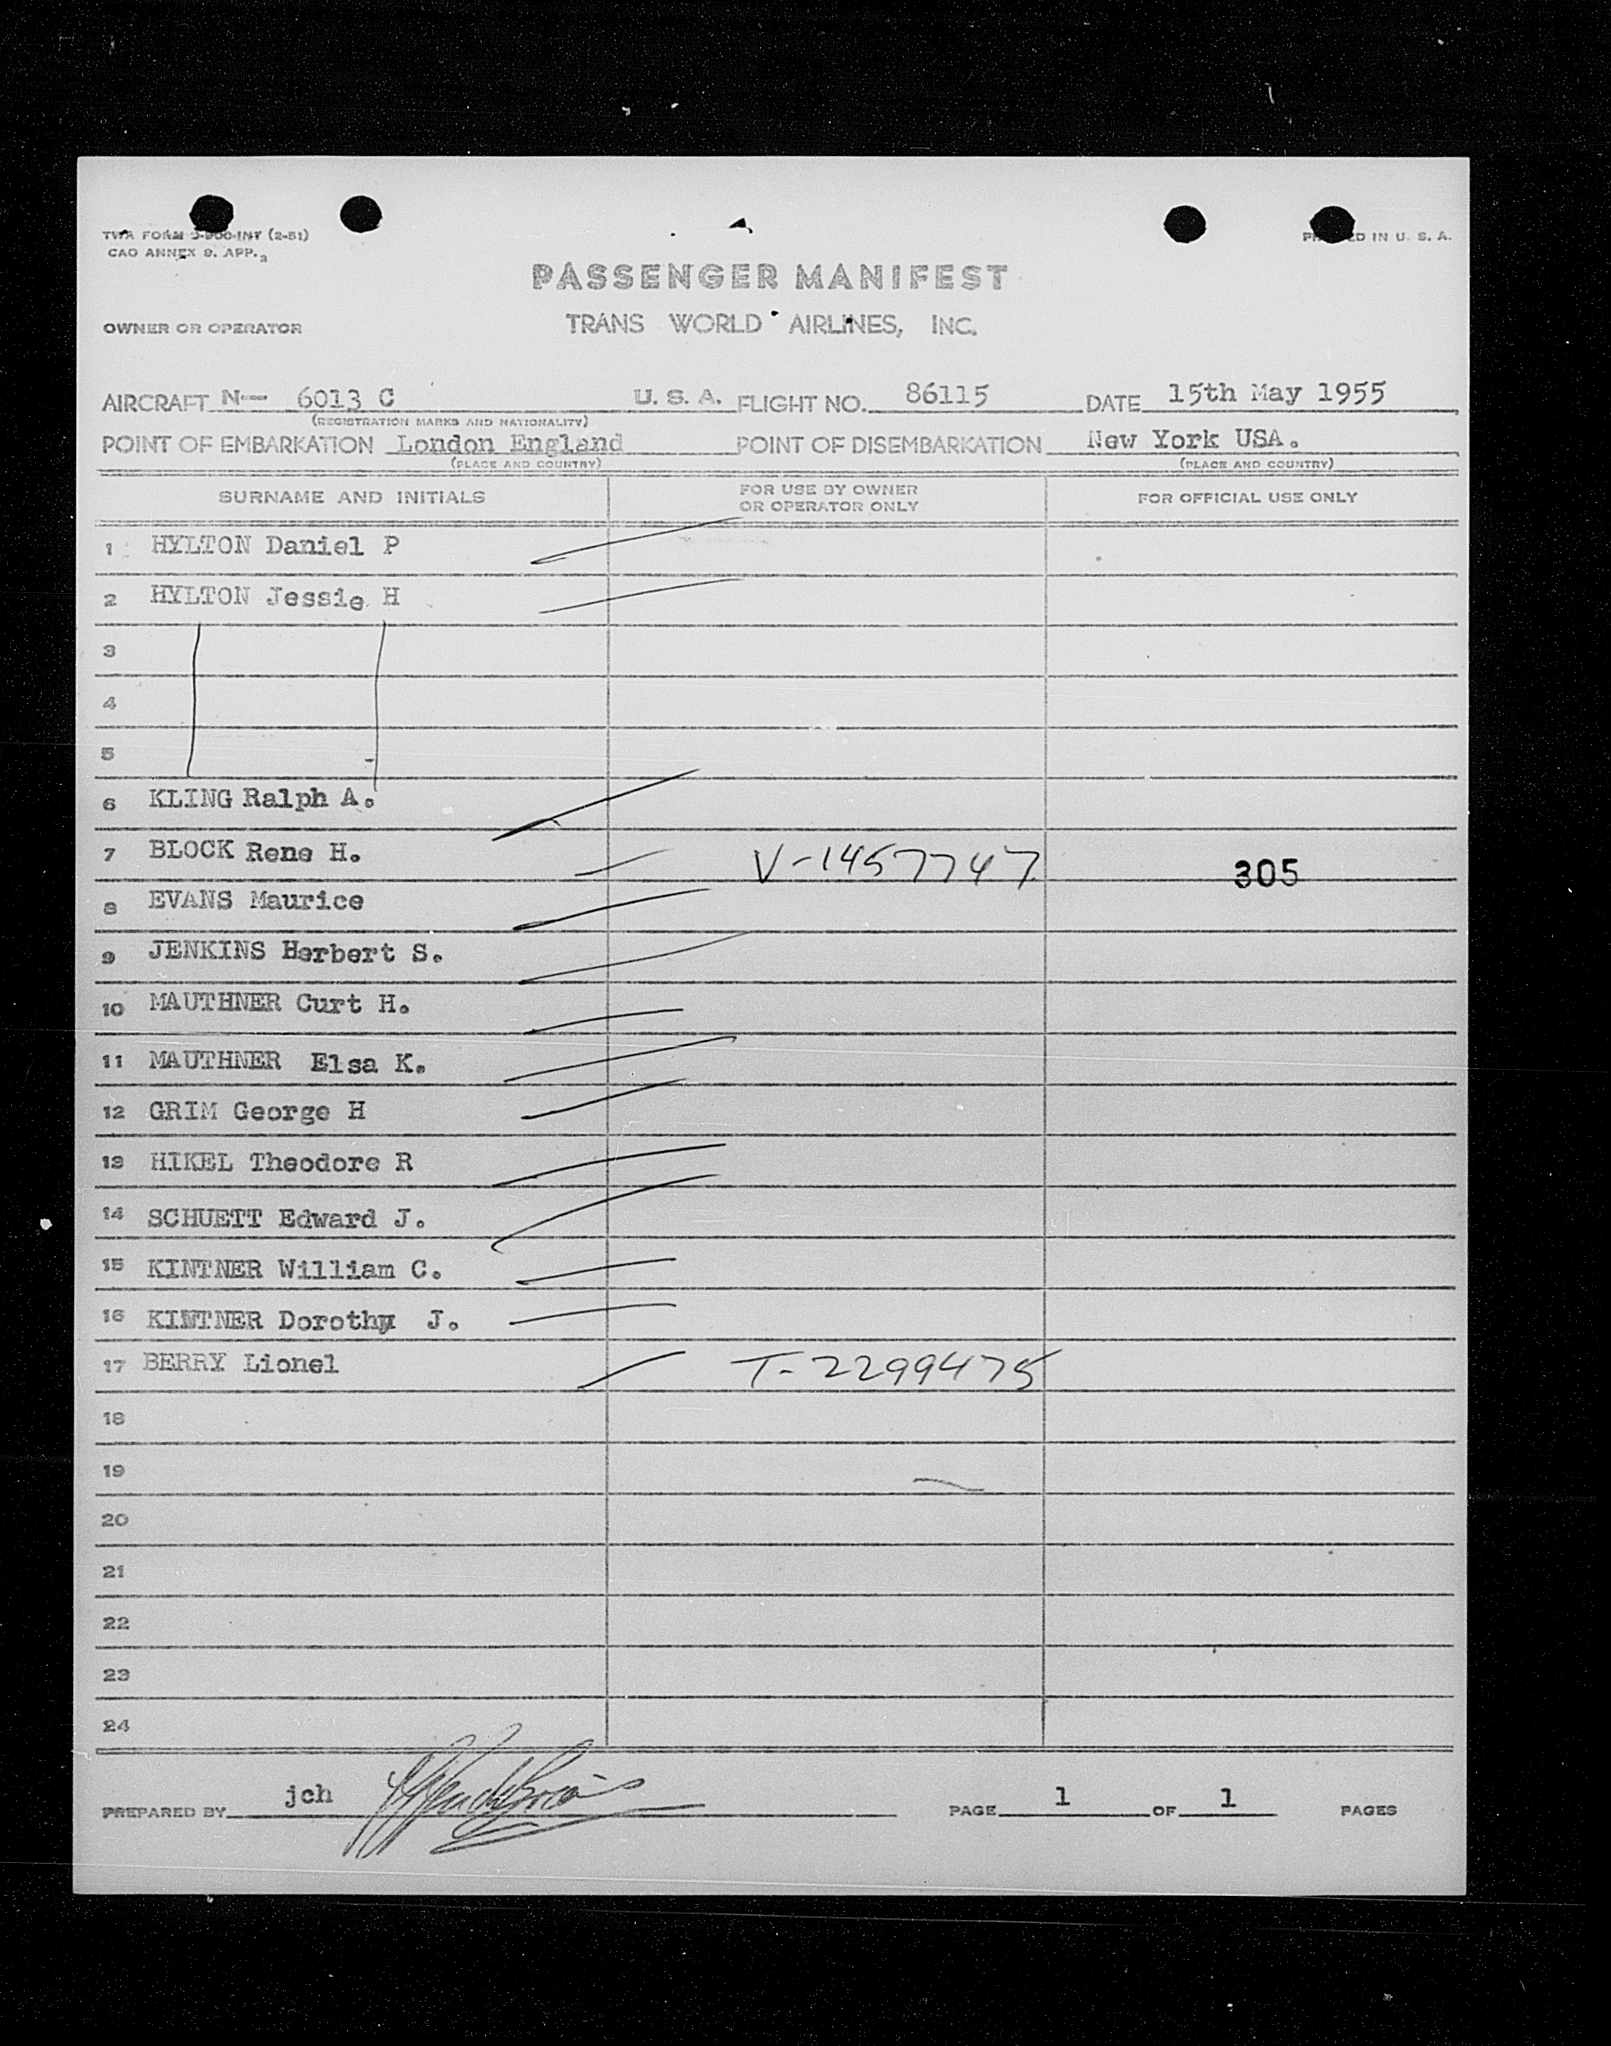 TWA FORM J-900-INT (2-51)
CAO ANNEX 9. APP. 3
IN U. S. A.
PASSENGER MANIFEST
OWNER OR OPERATOR
TRANS WORLD AIRLINES, INC.
AIRCRAFT N-- 6013 C U. S. A. FLIGHT NO. 86115 DATE 15th May 1955
(REGISTRATION MARKS AND NATIONALITY)
POINT OF EMBARKATION London England POINT OF DISEMBARKATION New York USA.
(PLACE AND COUNTRY) (PLACE AND COUNTRY)
SURNAME AND INITIALS FOR USE BY OWNER OR OPERATOR ONLY FOR OFFICIAL USE ONLY
1 HYLTON Daniel P
2 HYLTON Jessie H
3
4
5
6 KLING Ralph A.
7 BLOCK Rene H. V-1457747 305
8 EVANS Maurice
9 JENKINS Herbert S.
10 MAUTHNER Curt H.
11 MAUTHNER Elsa K.
12 GRIM George H
13 HIKEL Theodore R
14 SCHUETT Edward J.
15 KINTNER William C.
16 KINTNER Dorothy J.
17 BERRY Lionel T-2299475
18
19
20
21
22
23
24
PREPARED BY jch PAGE 1 OF 1 PAGES